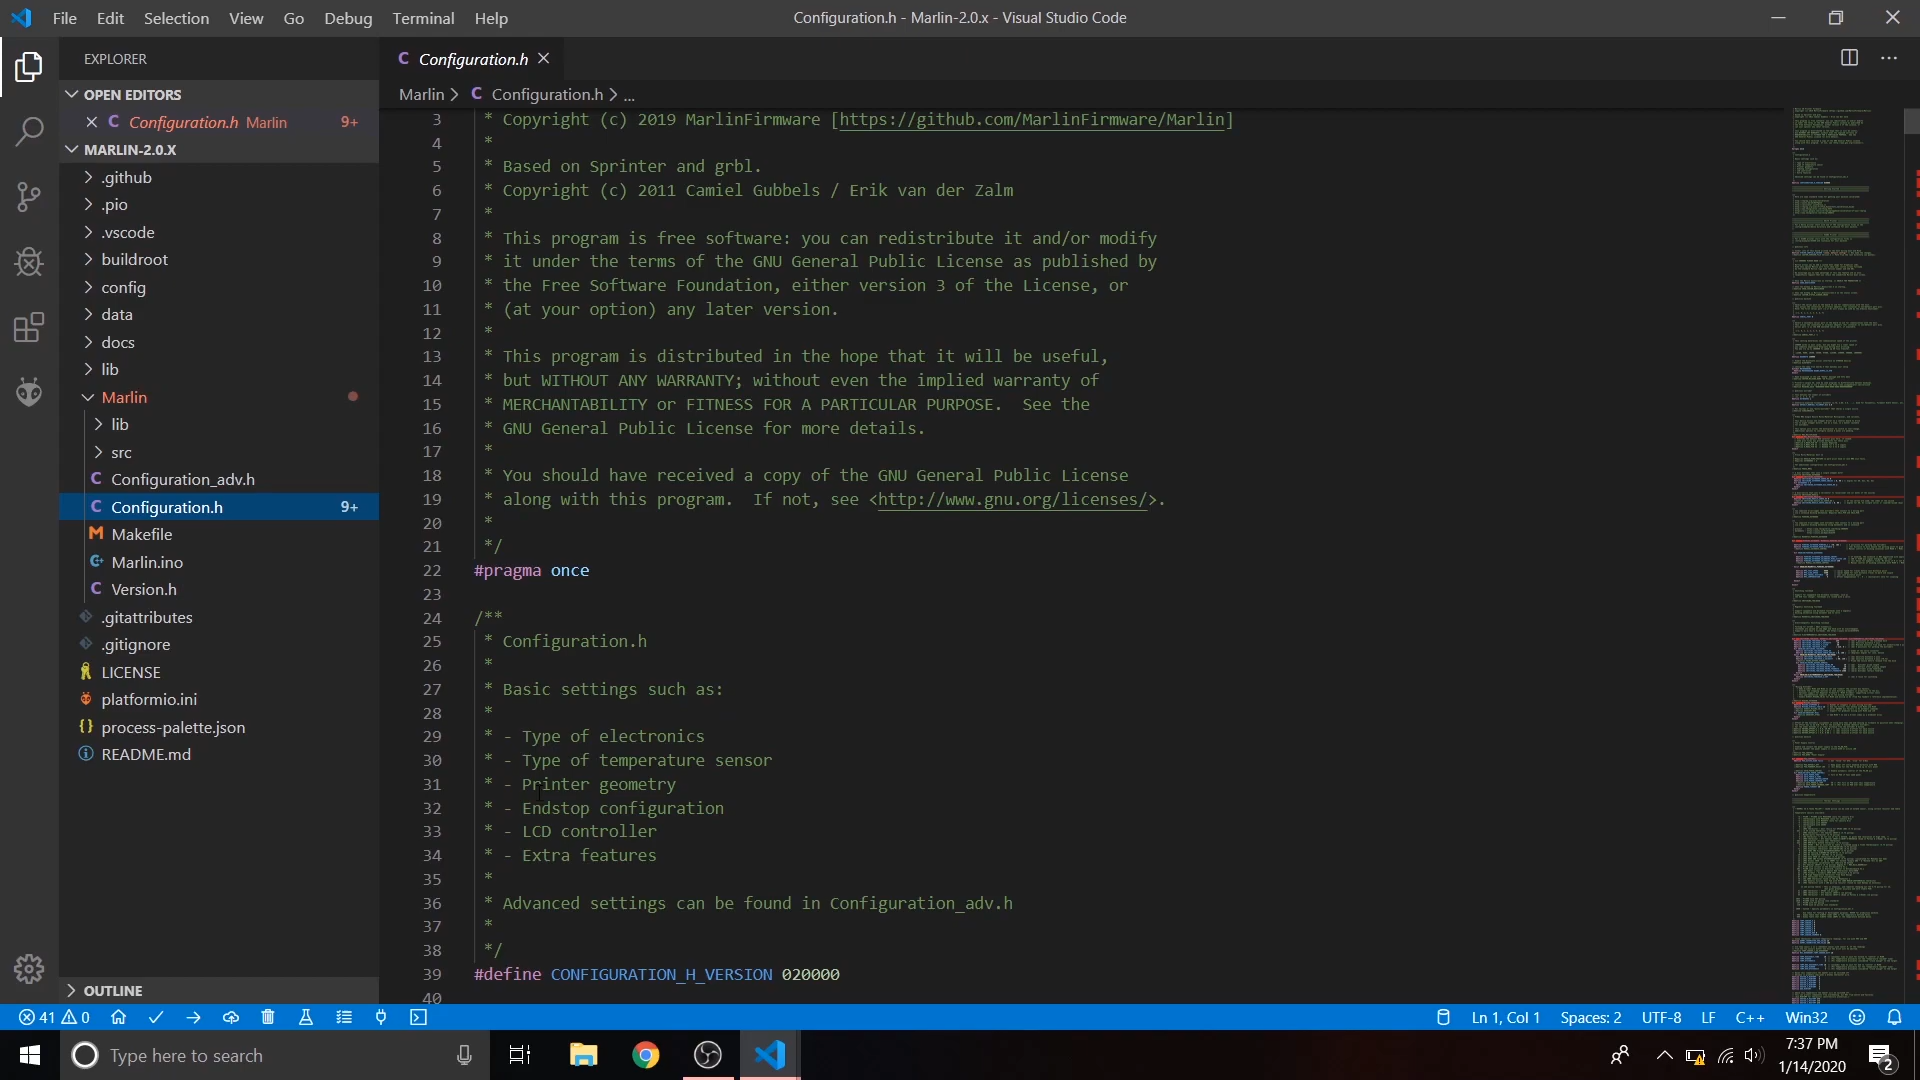 File Edit Selection View Go Debug Terminal Help
Configuration.h - Marlin-2.0.x - Visual Studio Code
EXPLORER
OPEN EDITORS
Configuration.h Marlin 9+
MARLIN-2.0.X
.github
.pio
.vscode
buildroot
config
data
docs
lib
Marlin
lib
src
Configuration_adv.h
Configuration.h 9+
Makefile
Marlin.ino
Version.h
.gitattributes
.gitignore
LICENSE
platformio.ini
process-palette.json
README.md
OUTLINE
Configuration.h
Marlin > C Configuration.h > ...
3 * Copyright (c) 2019 MarlinFirmware [https://github.com/MarlinFirmware/Marlin]
4 *
5 * Based on Sprinter and grbl.
6 * Copyright (c) 2011 Camiel Gubbels / Erik van der Zalm
7 *
8 * This program is free software: you can redistribute it and/or modify
9 * it under the terms of the GNU General Public License as published by
10 * the Free Software Foundation, either version 3 of the License, or
11 * (at your option) any later version.
12 *
13 * This program is distributed in the hope that it will be useful,
14 * but WITHOUT ANY WARRANTY; without even the implied warranty of
15 * MERCHANTABILITY or FITNESS FOR A PARTICULAR PURPOSE.  See the
16 * GNU General Public License for more details.
17 *
18 * You should have received a copy of the GNU General Public License
19 * along with this program.  If not, see <http://www.gnu.org/licenses/>.
20 *
21 */
22 #pragma once
23
24 /**
25 * Configuration.h
26 *
27 * Basic settings such as:
28 *
29 * - Type of electronics
30 * - Type of temperature sensor
31 * - Printer geometry
32 * - Endstop configuration
33 * - LCD controller
34 * - Extra features
35 *
36 * Advanced settings can be found in Configuration_adv.h
37 *
38 */
39 #define CONFIGURATION_H_VERSION 020000
40
41 0
Ln 1, Col 1 Spaces: 2 UTF-8 LF C++ Win32
Type here to search
7:37 PM
1/14/2020
2